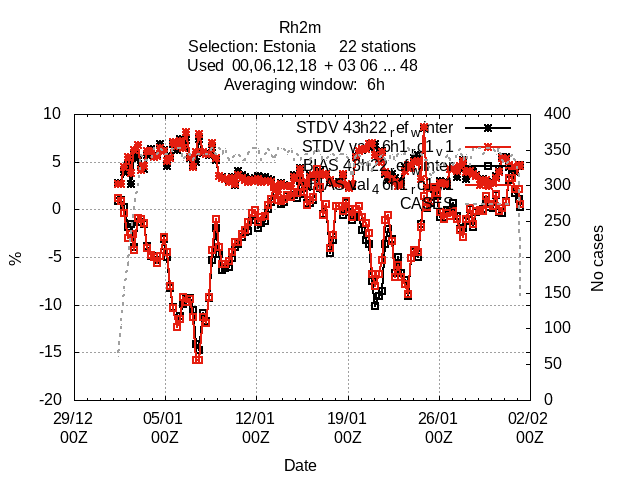 Rh2m
Selection: Estonia 22 stations
Used 00,06,12,18 + 03 06 ... 48
Averaging window: 6h
10
5
0
-5
-10
-15
-20
400
350
300
250
200
150
100
50
0
%
No cases
STDV 43h22
STDV
BIAS 43h22
CASES
29/12 05/01 12/01 19/01 26/01 02/02
00Z 00Z 00Z 00Z 00Z 00Z
Date